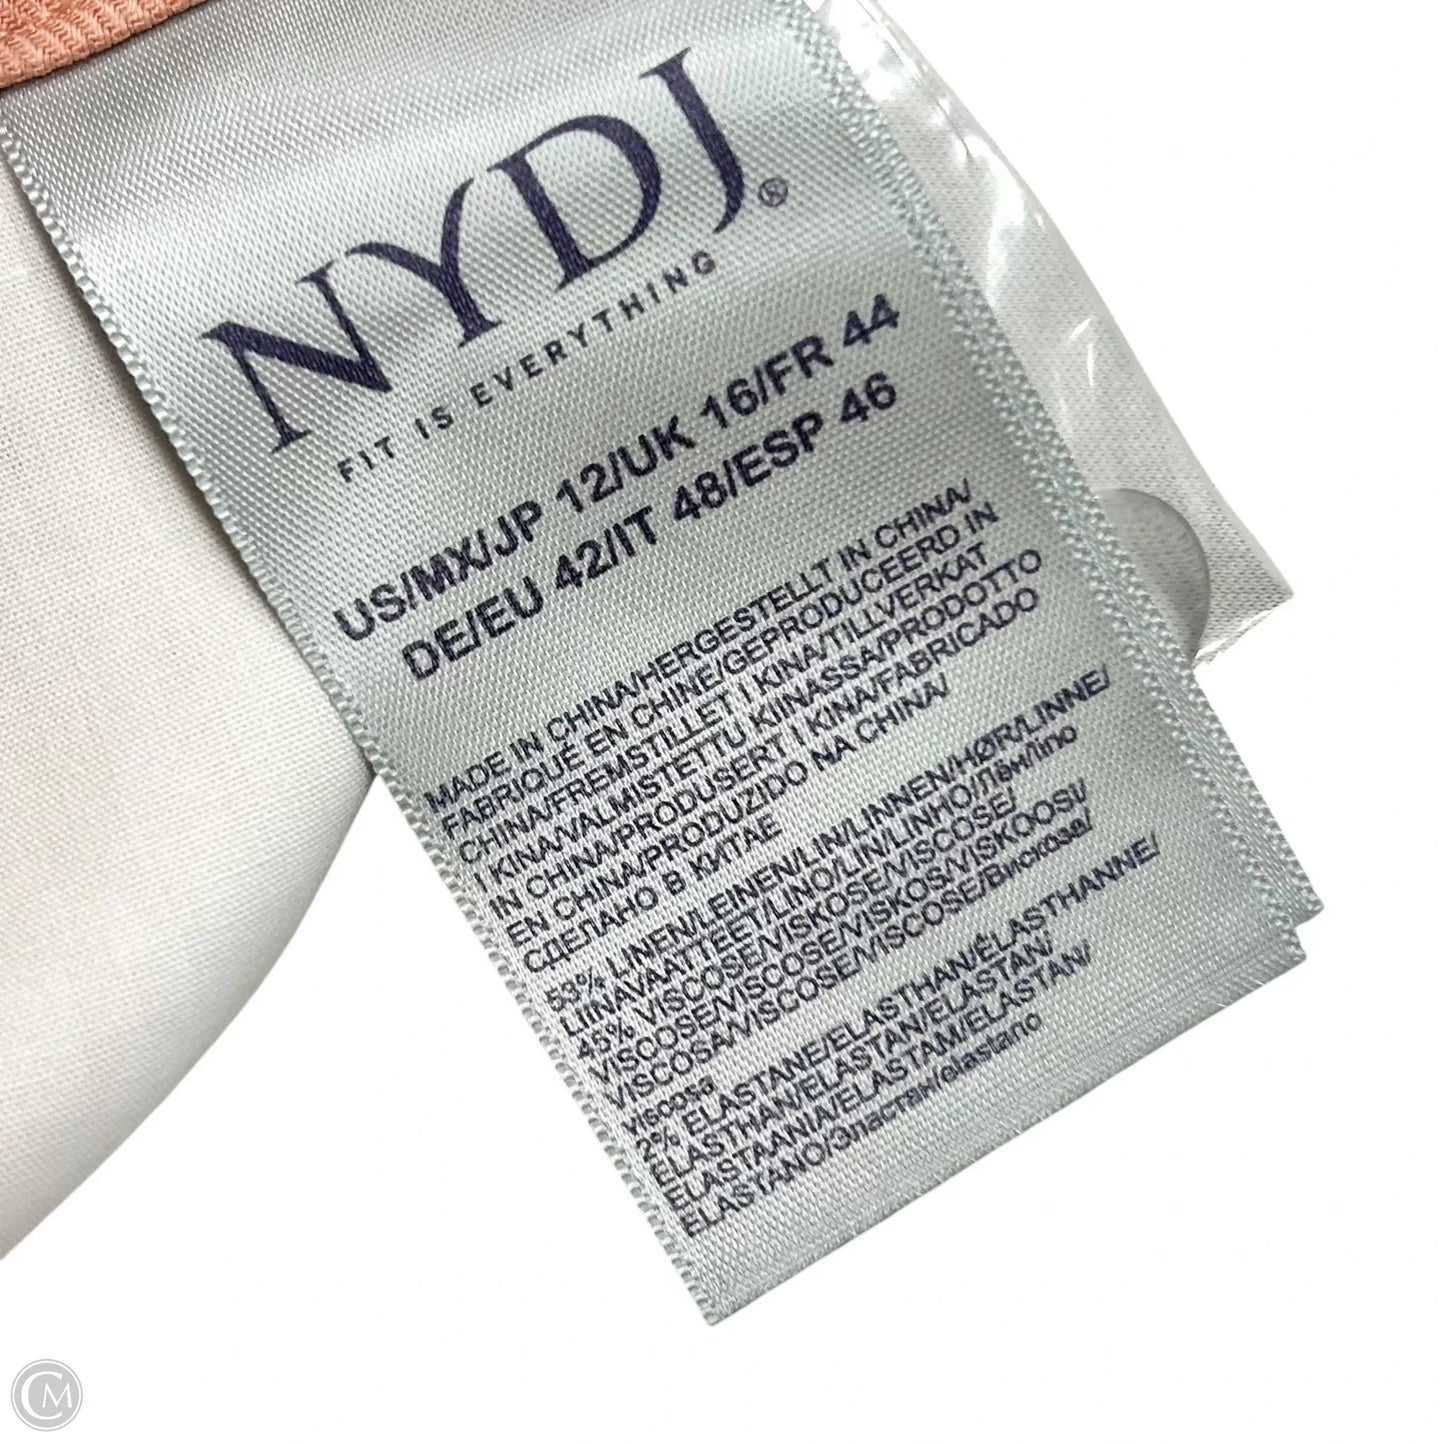 NYDJ®
FIT IS EVERYTHING
US/MX/JP 12/UK 16/FR 44
DE/EU 42/IT 48/ESP 46
MADE IN CHINA/HERGESTELLT IN CHINA/
FABRIQUÉ EN CHINE/GEPRODUCEERD IN
CHINA/FREMSTILLET I KINA/TILLVERKAT
I KINA/VALMISTETTU KIINASSA/PRODOTTO
IN CHINA/PRODUSERT I KINA/FABRICADO
EN CHINA/PRODUZIDO NA CHINA/
СДЕЛАНО В КИТАЕ
53% LINEN/LEINEN/LIN/LINNEN/HØR/LINNE/
LIINAVAATTEET/LINO/LIN/LINHO/Лён/lino
45% VISCOSE/VISKOSE/VISCOSE/
VISCOSE/VISCOSE/VISKOS/VISKOOSI/
VISCOSA/VISCOSE/VISCOSE/Вискоза/
viscosa
2% ELASTANE/ELASTHAN/ÉLASTHANNE/
ELASTHAN/ELASTAN/ELASTAN/
ELASTAANIA/ELASTAM/ELASTAN/
ELASTANO/Эластан/elastano
CM